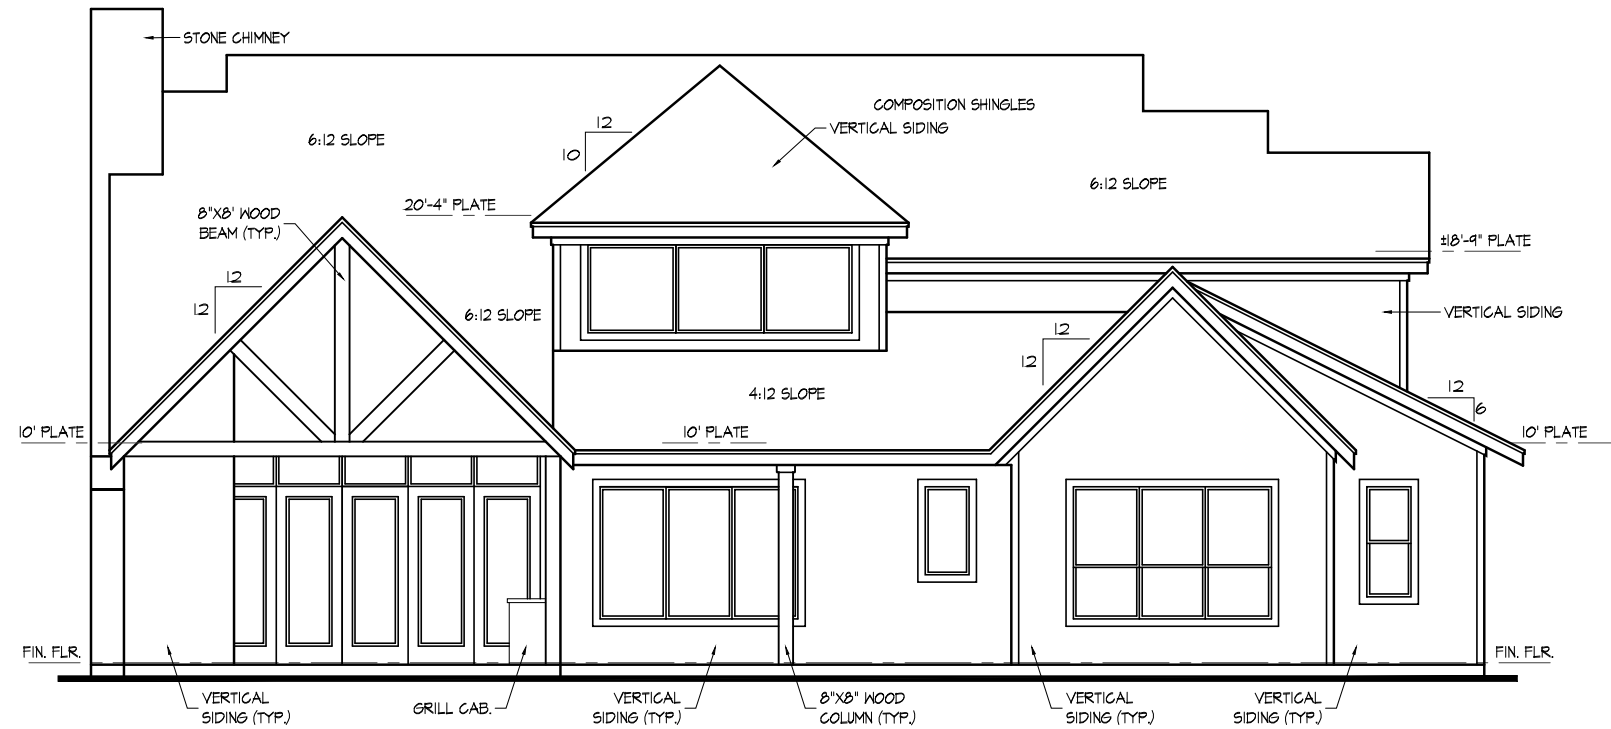 STONE CHIMNEY
COMPOSITION SHINGLES
12
VERTICAL SIDING
6:12 SLOPE
10
6:12 SLOPE
20'-4" PLATE
8"X8' WOOD
BEAM (TYP.)
±18'-9" PLATE
12
12
6:12 SLOPE
VERTICAL SIDING
12
12
4:12 SLOPE
12
6
10' PLATE
10' PLATE
10' PLATE
FIN. FLR.
FIN. FLR.
VERTICAL
SIDING (TYP.)
GRILL CAB.
VERTICAL
SIDING (TYP.)
8"X8" WOOD
COLUMN (TYP.)
VERTICAL
SIDING (TYP.)
VERTICAL
SIDING (TYP.)